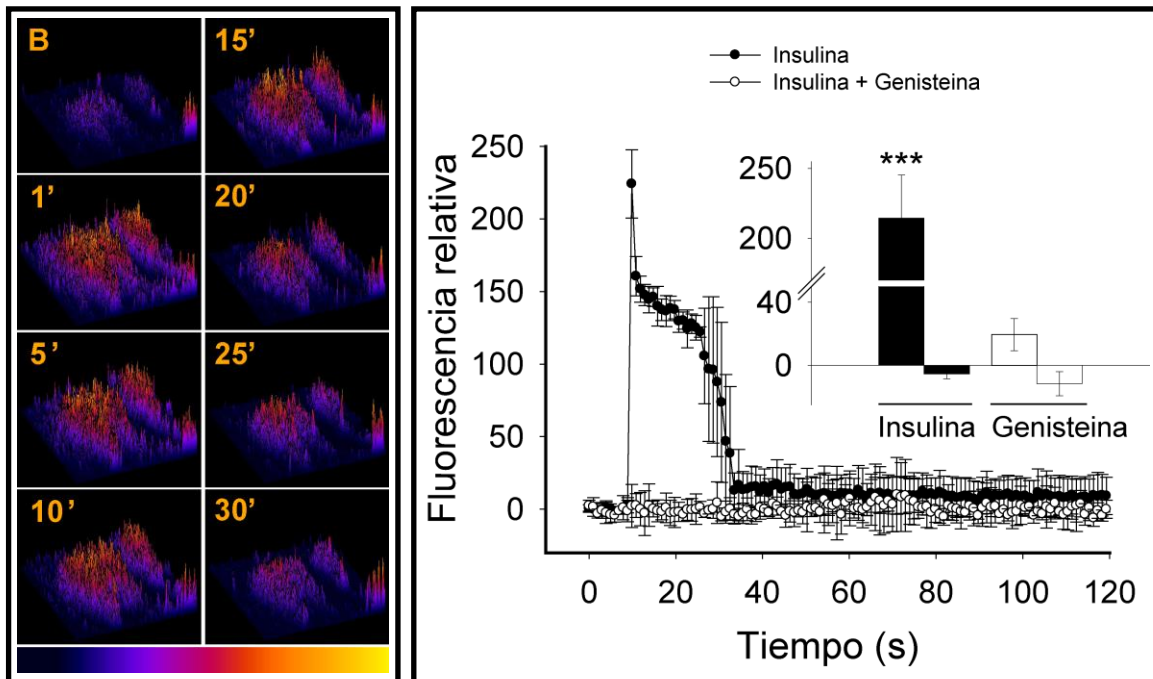 B
15'
1'
20'
5'
25'
10'
30'
Insulina
Insulina + Genisteina
Fluorescencia relativa
250
200
150
100
50
0
0 20 40 60 80 100 120
Tiempo (s)
***
250
200
40
0
Insulina Genisteina